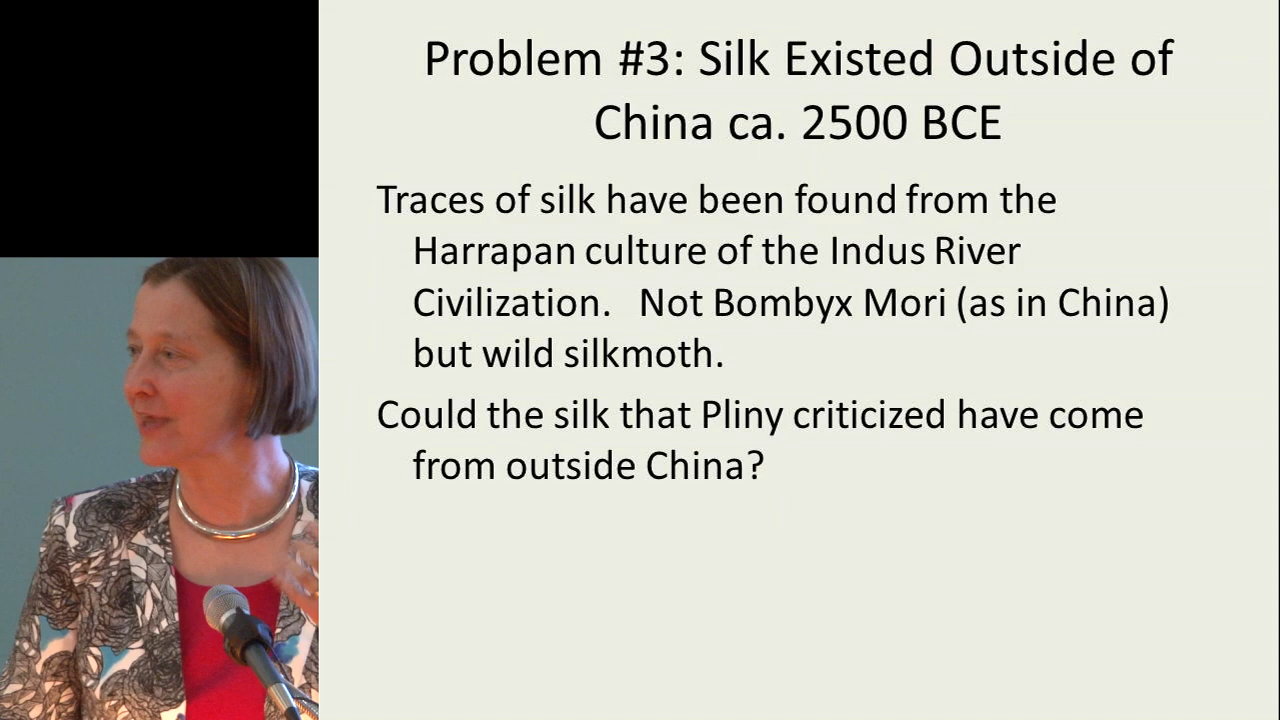 Problem #3: Silk Existed Outside of
China ca. 2500 BCE
Traces of silk have been found from the
Harrapan culture of the Indus River
Civilization.   Not Bombyx Mori (as in China)
but wild silkmoth.
Could the silk that Pliny criticized have come
from outside China?